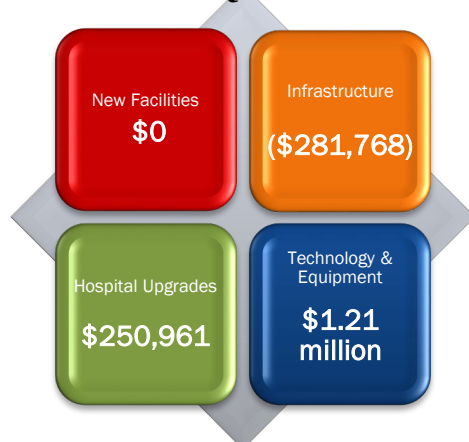 New Facilities
$0
Infrastructure
($281,768)
Hospital Upgrades
$250,961
Technology &
Equipment
$1.21
million